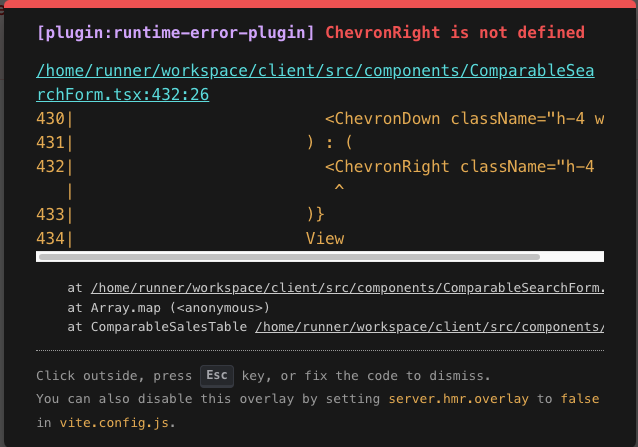 [plugin:runtime-error-plugin] ChevronRight is not defined
/home/runner/workspace/client/src/components/ComparableSea
rchForm.tsx:432:26
430|                          <ChevronDown className="h-4 w
431|                        ) : (
432|                          <ChevronRight className="h-4
   |                           ^
433|                        )}
434|                        View
at /home/runner/workspace/client/src/components/ComparableSearchForm.
at Array.map (<anonymous>)
at ComparableSalesTable /home/runner/workspace/client/src/components/
Click outside, press Esc key, or fix the code to dismiss.
You can also disable this overlay by setting server.hmr.overlay to false
in vite.config.js.